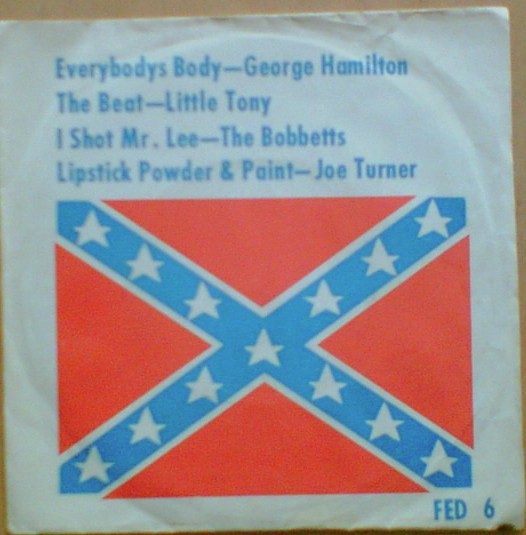 Everybodys Body—George Hamilton
The Beat—Little Tony
I Shot Mr. Lee—The Bobbetts
Lipstick Powder & Paint—Joe Turner
FED 6